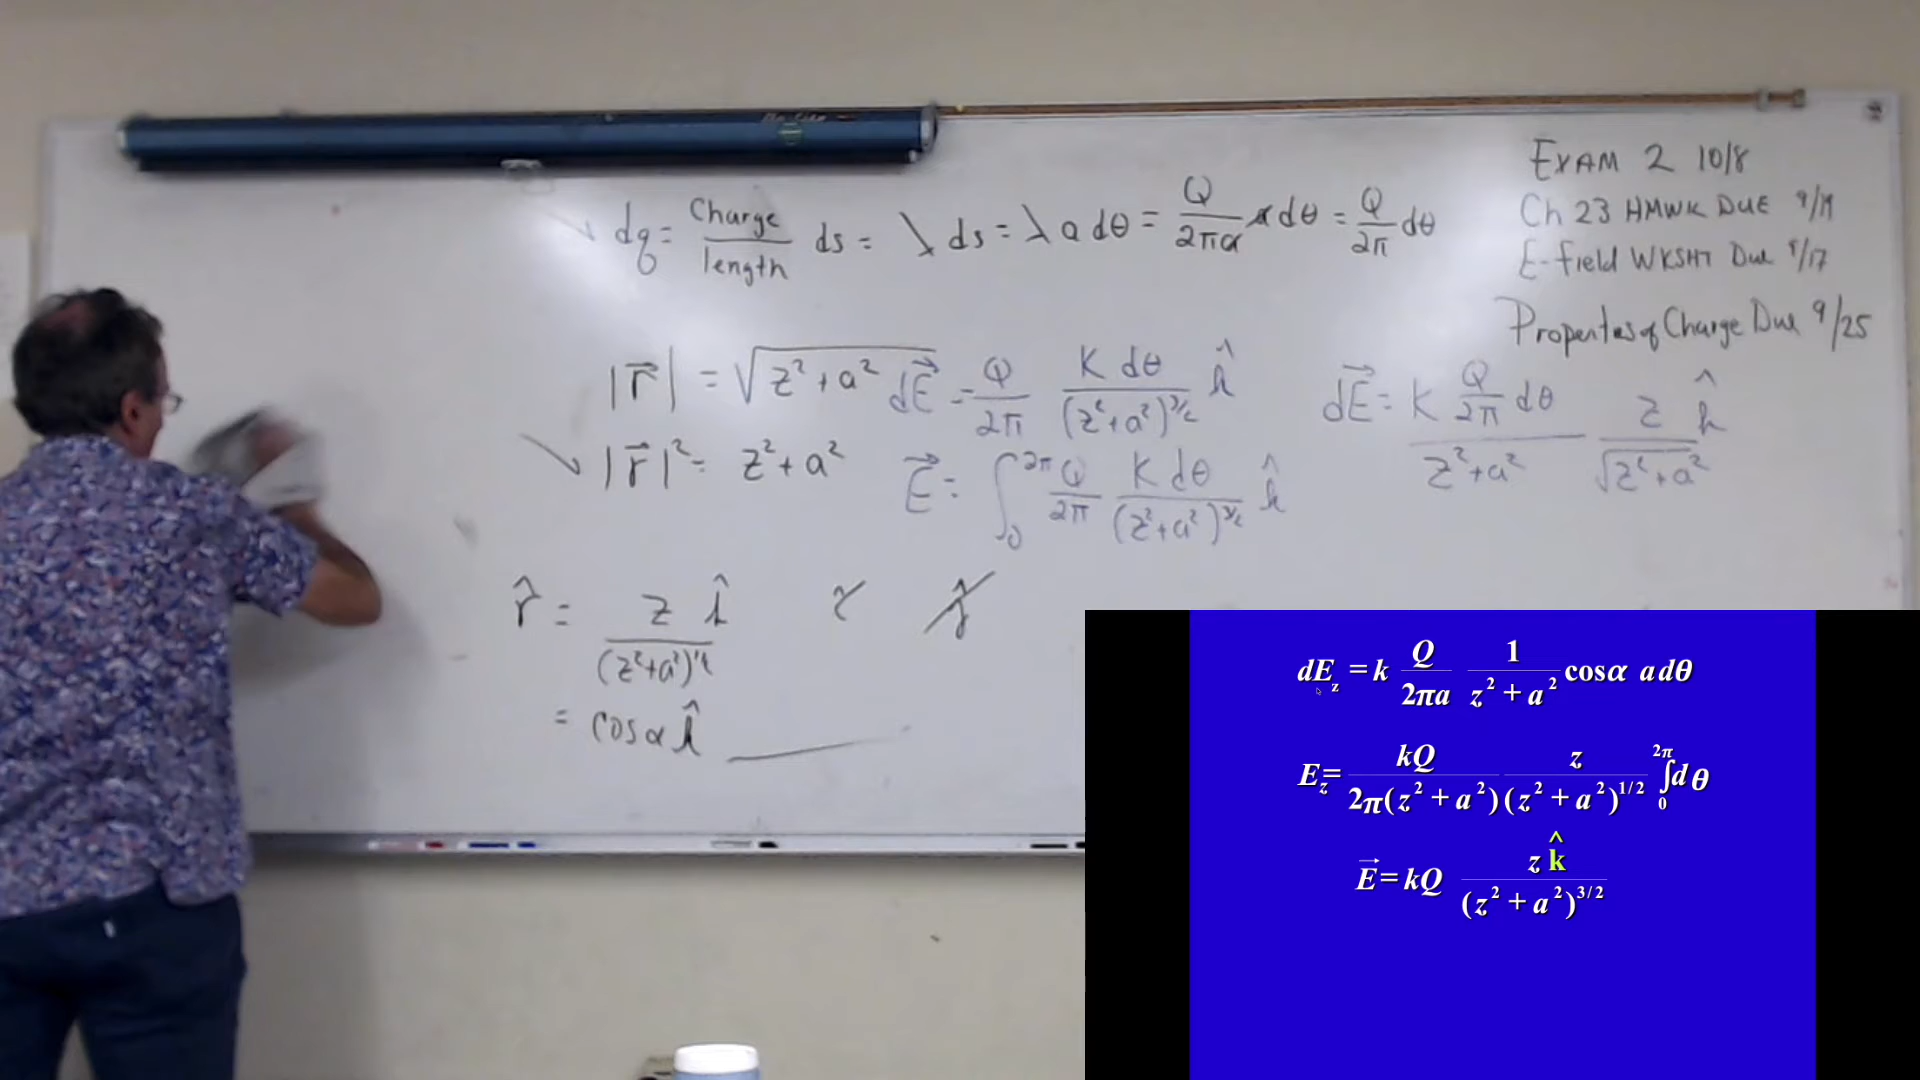 dq = Charge/length ds = λ ds = λ a dθ = Q/2πa a dθ = Q/2π dθ
EXAM 2 10/8
Ch 23 HMWK DUE 9/19
E-Field WKSHT Due 9/17
Properties of Charge Due 9/25
|r⃗| = √z²+a²
dE⃗ = Q/2π K dθ/(z²+a²)^3/2 k̂
dE⃗ = K Q/2π dθ/z²+a² z k̂/√z²+a²
|r⃗|² = z²+a²
E⃗ = ∫₀^2π Q/2π K dθ/(z²+a²)^3/2 k̂
r̂ = z k̂/(z²+a²)^1/2
= cosα k̂
dE_z = k Q/2πa 1/z²+a² cosα a dθ
E_z = kQ/2π(z²+a²) z/(z²+a²)^1/2 ∫₀^2π dθ
E⃗ = kQ z k̂/(z²+a²)^3/2